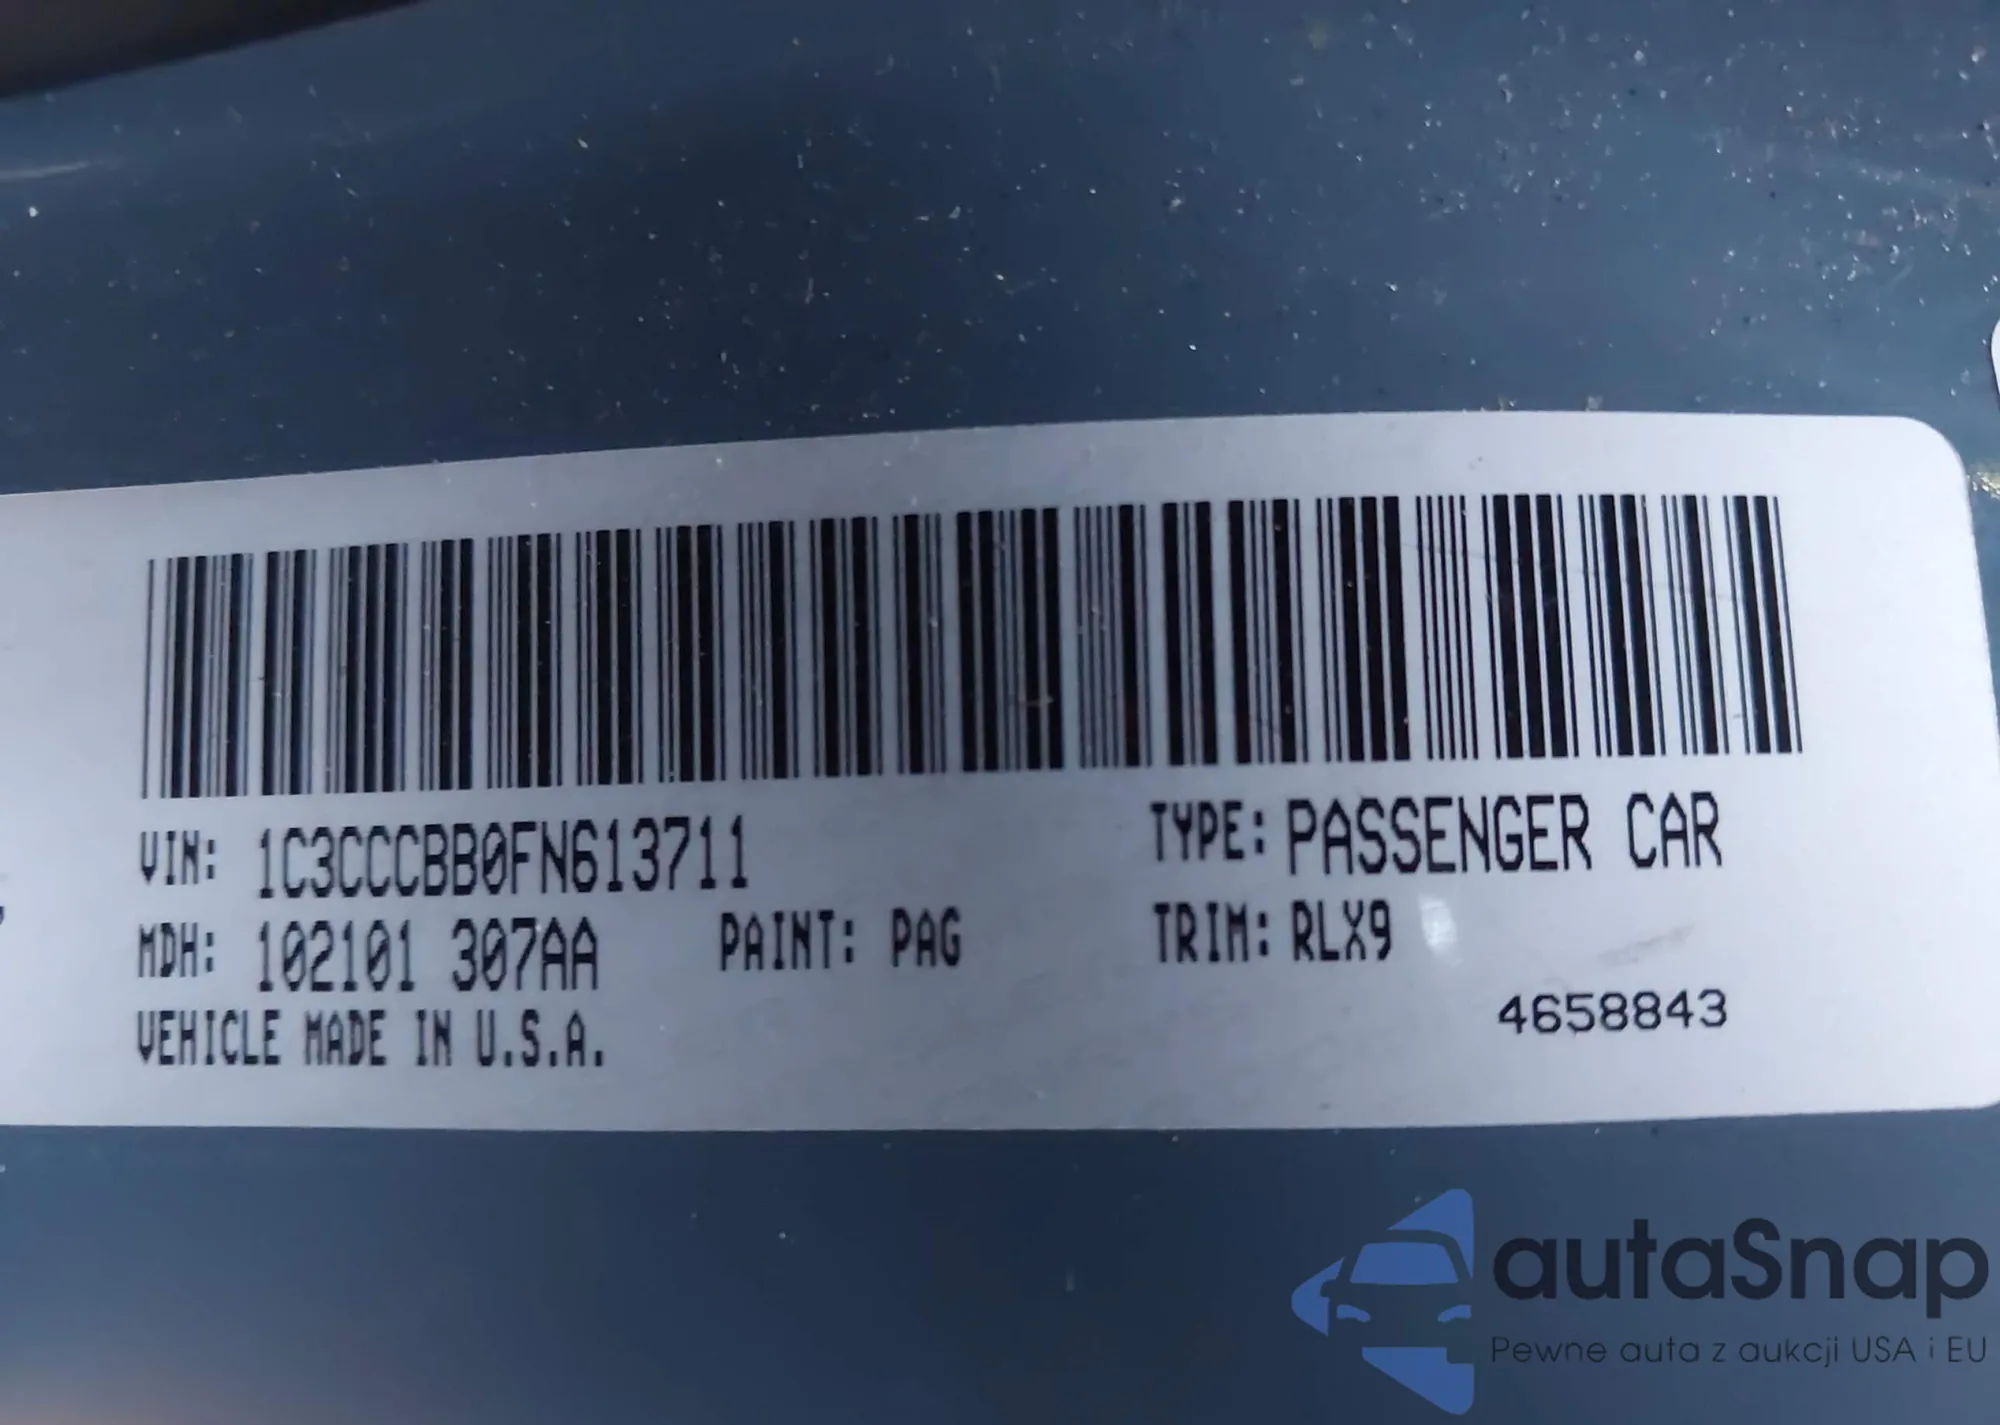 VIN: 1C3CCCBB0FN613711
TYPE: PASSENGER CAR
MDH: 102101 307AA
PAINT: PAG
TRIM: RLX9
4658843
VEHICLE MADE IN U.S.A.
autaSnap
Pewne auta z aukcji USA i EU